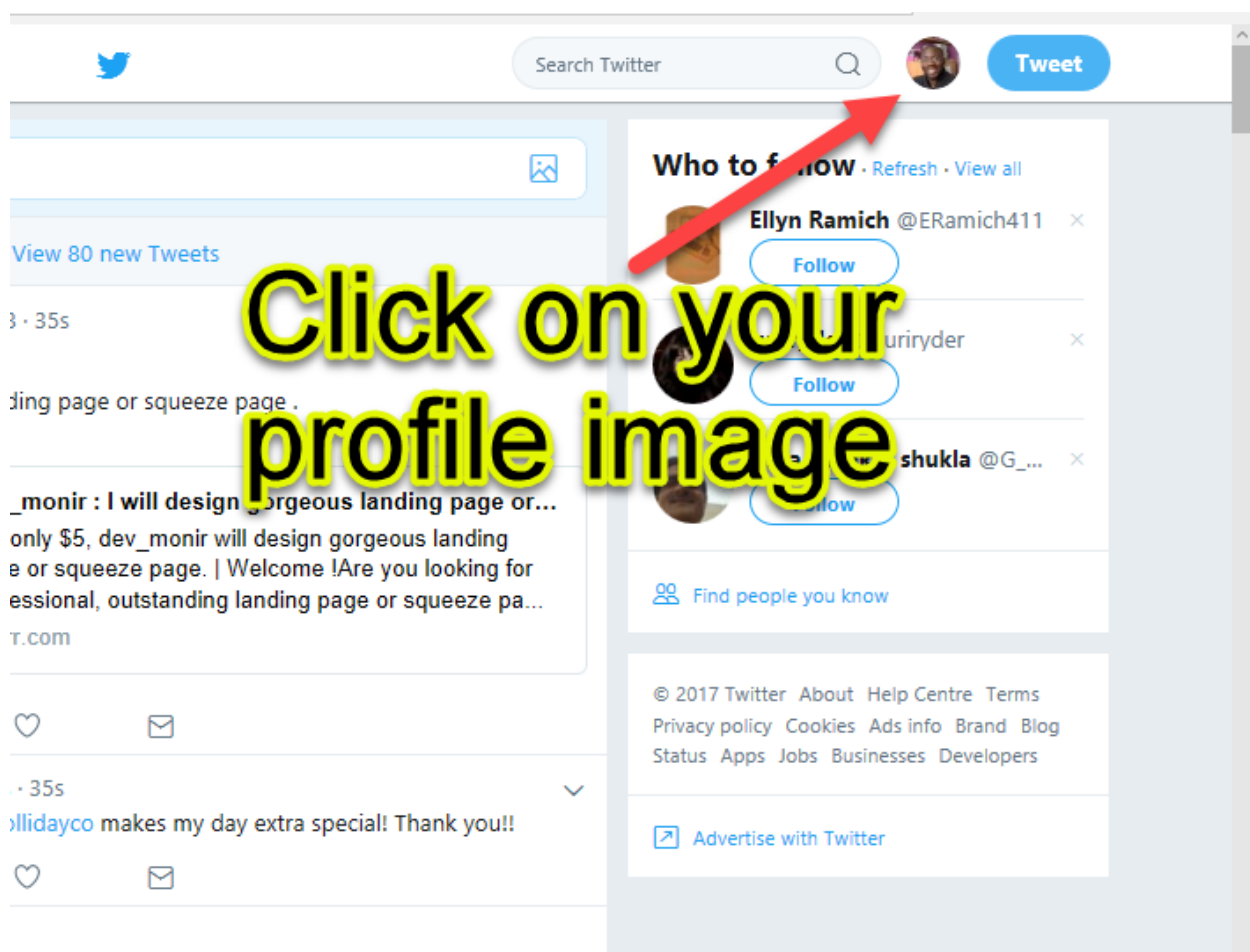 Search Twitter
Tweet
Who to follow · Refresh · View all
Ellyn Ramich @ERamich411
Follow
View 80 new Tweets
Click on your
profile image
· 35s
uriryder
Follow
ding page or squeeze page .
shukla @G_...
Follow
_monir : I will design gorgeous landing page or...
only $5, dev_monir will design gorgeous landing
e or squeeze page. | Welcome !Are you looking for
essional, outstanding landing page or squeeze pa...
r.com
Find people you know
© 2017 Twitter About Help Centre Terms
Privacy policy Cookies Ads info Brand Blog
Status Apps Jobs Businesses Developers
· 35s
ollidayco makes my day extra special! Thank you!!
Advertise with Twitter